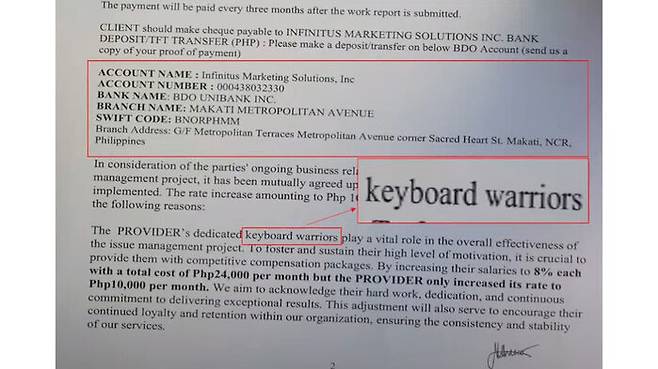 The payment will be paid every three months after the work report is submitted.
CLIENT should make cheque payable to INFINITUS MARKETING SOLUTIONS INC. BANK
DEPOSIT/TFT TRANSFER (PHP) : Please make a deposit/transfer on below BDO Account (send us a
copy of your proof of payment)
ACCOUNT NAME : Infinitus Marketing Solutions, Inc
ACCOUNT NUMBER : 000438032330
BANK NAME: BDO UNIBANK INC.
BRANCH NAME: MAKATI METROPOLITAN AVENUE
SWIFT CODE: BNORPHMM
Branch Address: G/F Metropolitan Terraces Metropolitan Avenue corner Sacred Heart St. Makati, NCR,
Philippines
In consideration of the parties' ongoing business
management project, it has been mutually agreed
implemented. The rate increase amounting to Php
the following reasons:
keyboard warriors
The PROVIDER's dedicated keyboard warriors play a vital role in the overall effectiveness of
the issue management project. To foster and sustain their high level of motivation, it is crucial to
provide them with competitive compensation packages. By increasing their salaries to 8% each
with a total cost of Php24,000 per month but the PROVIDER only increased its rate to
Php10,000 per month. We aim to acknowledge their hard work, dedication, and continuous
commitment to delivering exceptional results. This adjustment will also serve to encourage their
continued loyalty and retention within our organization, ensuring the consistency and stability
of our services.
2